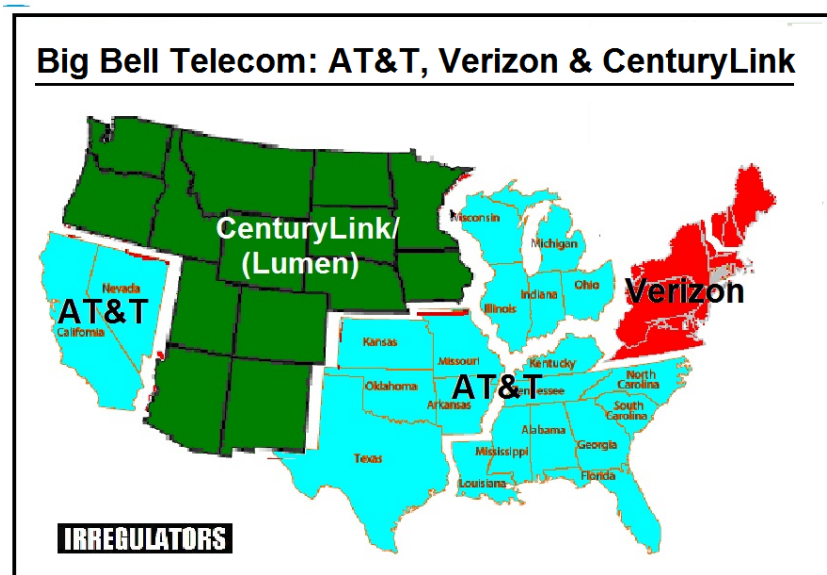 Big Bell Telecom: AT&T, Verizon & CenturyLink
CenturyLink/
(Lumen)
Wisconsin
Michigan
Nevada
AT&T
California
Illinois
Indiana
Ohio
Verizon
Kansas
Missouri
Kentucky
Oklahoma
AT&T
Tennessee
North
Carolina
Arkansas
South
Carolina
Alabama
Georgia
Mississippi
Texas
Louisiana
Florida
IRREGULATORS